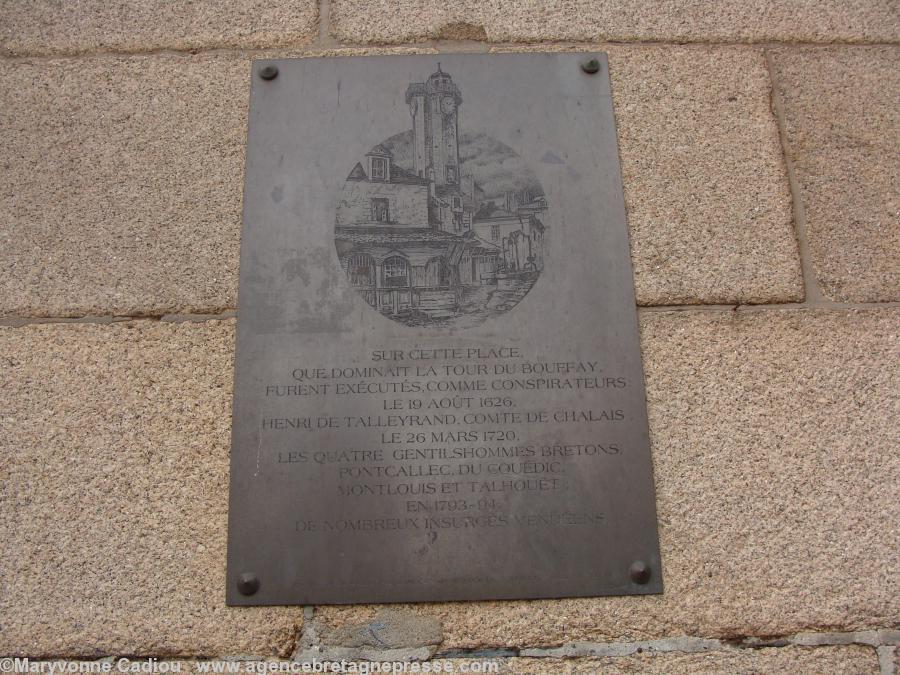 SUR CETTE PLACE,
QUE DOMINAIT LA TOUR DU BOUFFAY,
FURENT EXÉCUTÉS, COMME CONSPIRATEURS
LE 19 AOÛT 1626,
HENRI DE TALLEYRAND, COMTE DE CHALAIS,
LE 26 MARS 1720,
LES QUATRE GENTILSHOMMES BRETONS,
PONTCALLEC, DU COUËDIC,
MONTLOUIS ET TALHOUËT,
EN 1793-94
DE NOMBREUX INSURGÉS VENDÉENS
©Maryvonne Cadiou www.agencebretagnepresse.com